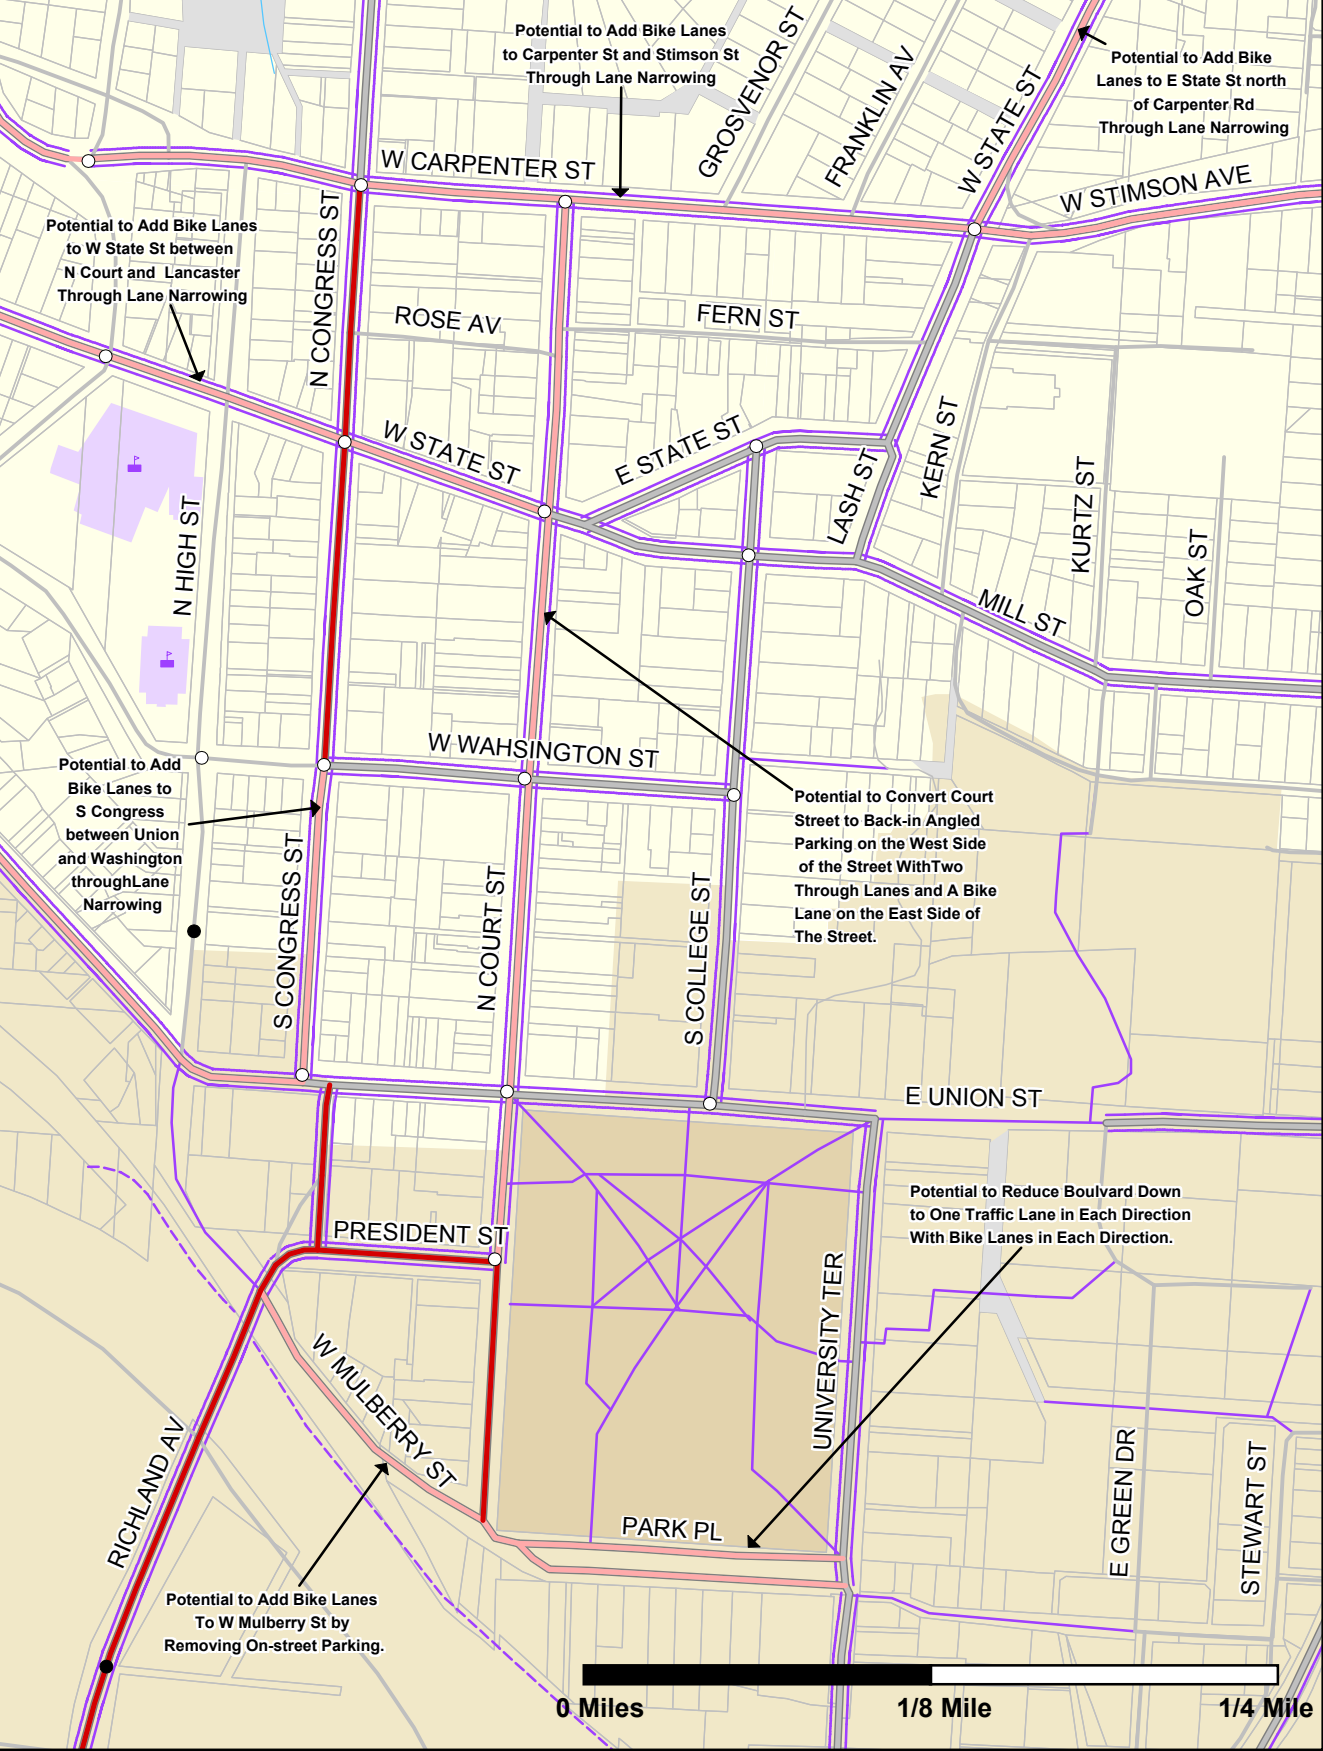 Potential to Add Bike Lanes
to Carpenter St and Stimson St
Through Lane Narrowing
GROSVENOR ST
FRANKLIN AV
W STATE ST
Potential to Add Bike
Lanes to E State St north
of Carpenter Rd
Through Lane Narrowing
W CARPENTER ST
W STIMSON AVE
Potential to Add Bike Lanes
to W State St between
N Court and Lancaster
Through Lane Narrowing
N CONGRESS ST
ROSE AV
FERN ST
W STATE ST
E STATE ST
LASH ST
KERN ST
KURTZ ST
OAK ST
N HIGH ST
MILL ST
W WAHSINGTON ST
Potential to Add
Bike Lanes to
S Congress
between Union
and Washington
throughLane
Narrowing
Potential to Convert Court
Street to Back-in Angled
Parking on the West Side
of the Street WithTwo
Through Lanes and A Bike
Lane on the East Side of
The Street.
S CONGRESS ST
N COURT ST
S COLLEGE ST
E UNION ST
Potential to Reduce Boulvard Down
to One Traffic Lane in Each Direction
With Bike Lanes in Each Direction.
PRESIDENT ST
UNIVERSITY TER
W MULBERRY ST
RICHLAND AV
PARK PL
E GREEN DR
STEWART ST
Potential to Add Bike Lanes
To W Mulberry St by
Removing On-street Parking.
0 Miles
1/8 Mile
1/4 Mile